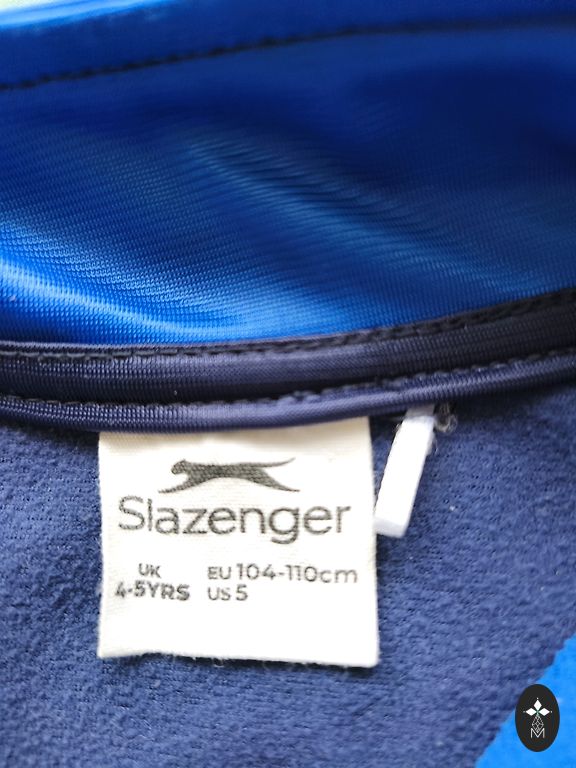 Slazenger
UK EU 104-110cm
4-5YRS US 5
M